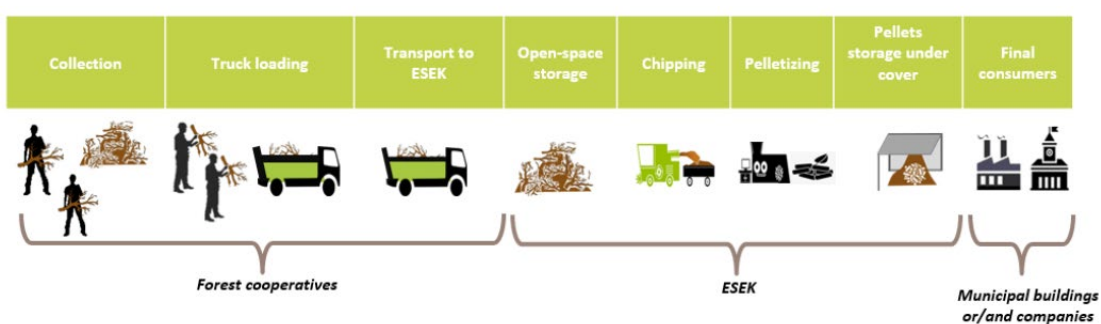 Collection
Truck loading
Transport to
ESEK
Open-space
storage
Chipping
Pelletizing
Pellets
storage under
cover
Final
consumers
Forest cooperatives
ESEK
Municipal buildings
or/and companies